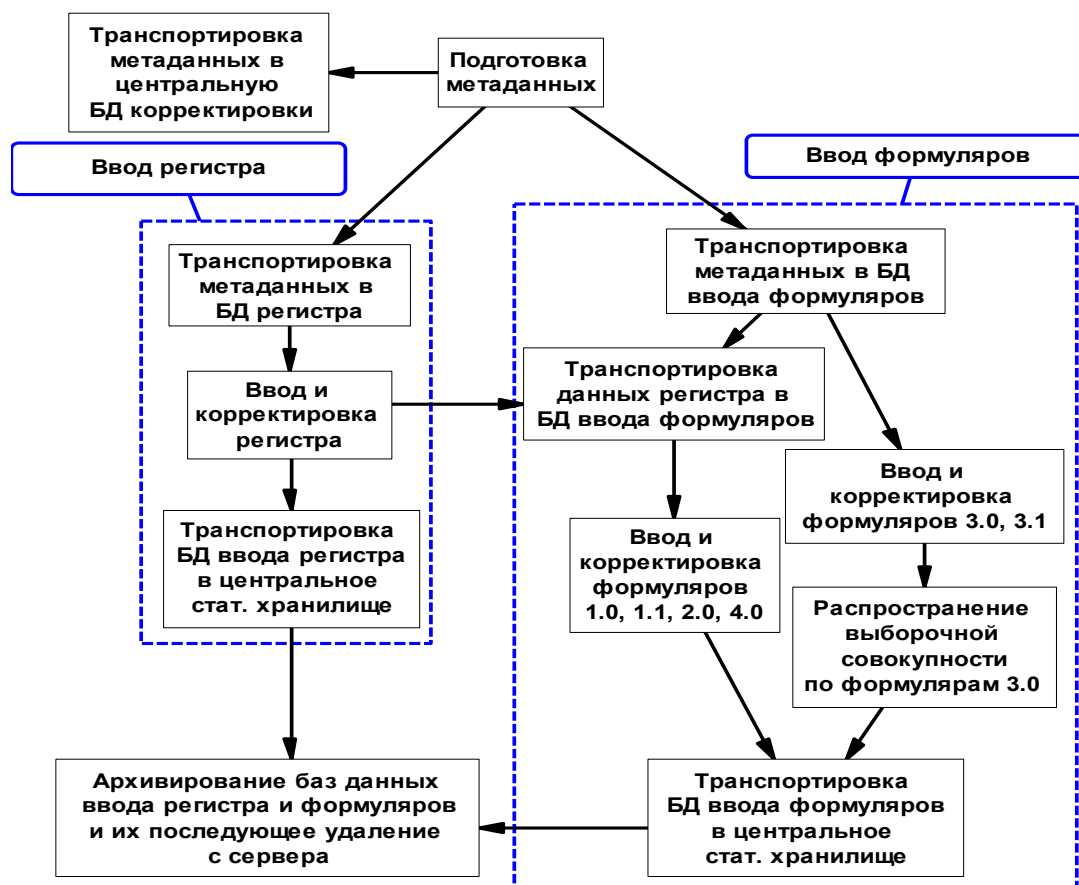 Транспортировка
метаданных в
центральную
БД корректировки
Подготовка
метаданных
Ввод регистра
Ввод формуляров
Транспортировка
метаданных в
БД регистра
Транспортировка
метаданных в БД
ввода формуляров
Ввод и
корректировка
регистра
Транспортировка
данных регистра в
БД ввода формуляров
Ввод и
корректировка
формуляров 3.0, 3.1
Транспортировка
БД ввода регистра
в центральное
стат. хранилище
Ввод и
корректировка
формуляров
1.0, 1.1, 2.0, 4.0
Распространение
выборочной
совокупности
по формулярам 3.0
Архивирование баз данных
ввода регистра и формуляров
и их последующее удаление
с сервера
Транспортировка
БД ввода формуляров
в центральное
стат. хранилище